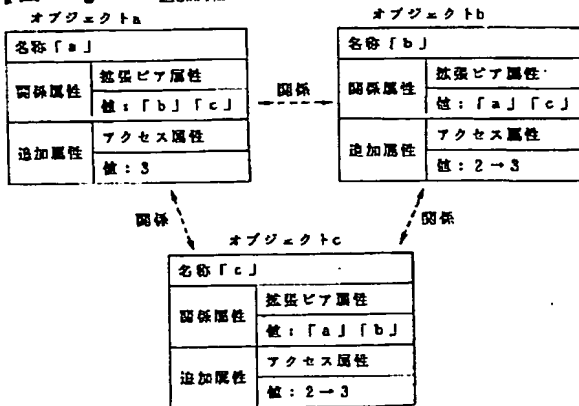 オブジェクトa
名称「a」
関係属性
拡張ピア属性
値：「b」「c」
追加属性
アクセス属性
値：3
関係
オブジェクトb
名称「b」
関係属性
拡張ピア属性
値：「a」「c」
追加属性
アクセス属性
値：2→3
関係
関係
オブジェクトc
名称「c」
関係属性
拡張ピア属性
値：「a」「b」
追加属性
アクセス属性
値：2→3